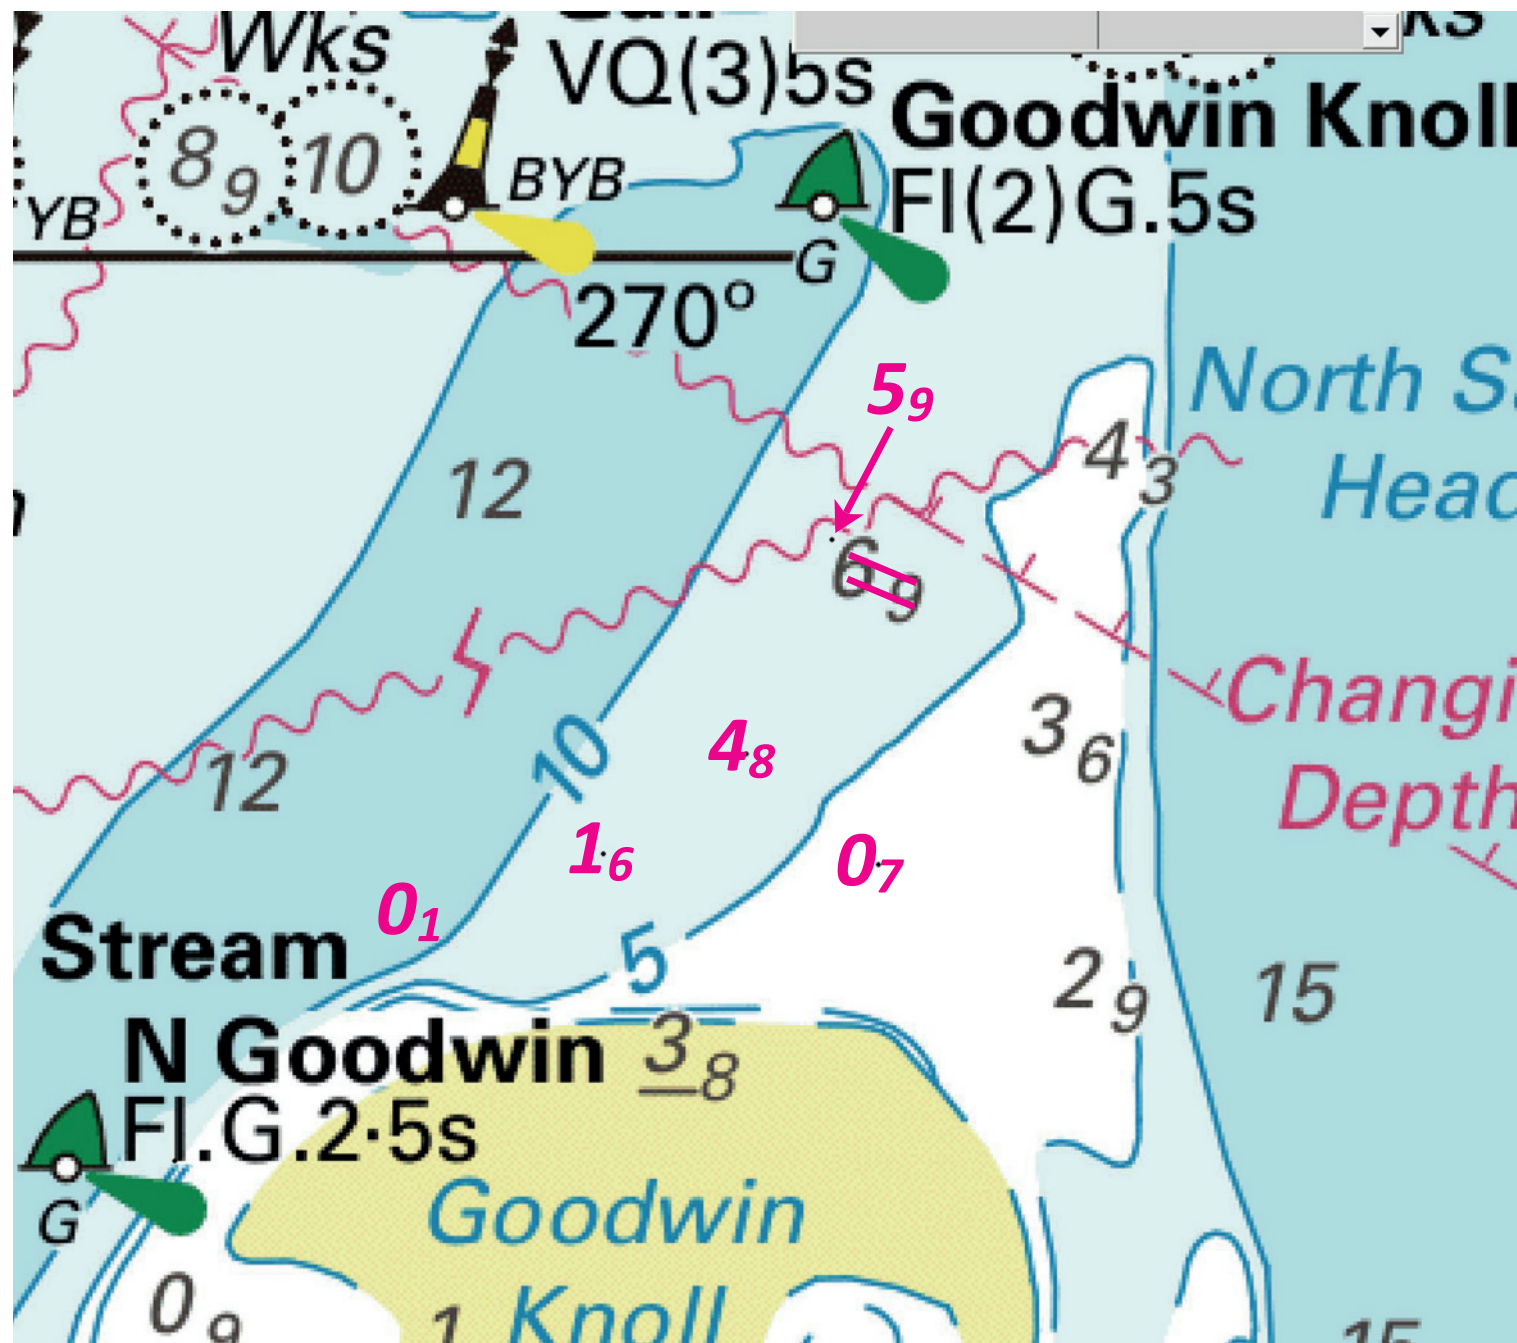 Wks
VQ(3)5s
Goodwin Knoll
Fl(2)G.5s
8₉
10
BYB
YB
G
270°
5₉
North
Head
4₃
12
6₉
3₆
4₈
10
12
1₆
0₇
0₁
Stream
5
2₉
15
N Goodwin
3₈
Fl.G.2·5s
G
Goodwin
Knoll
0₉
1